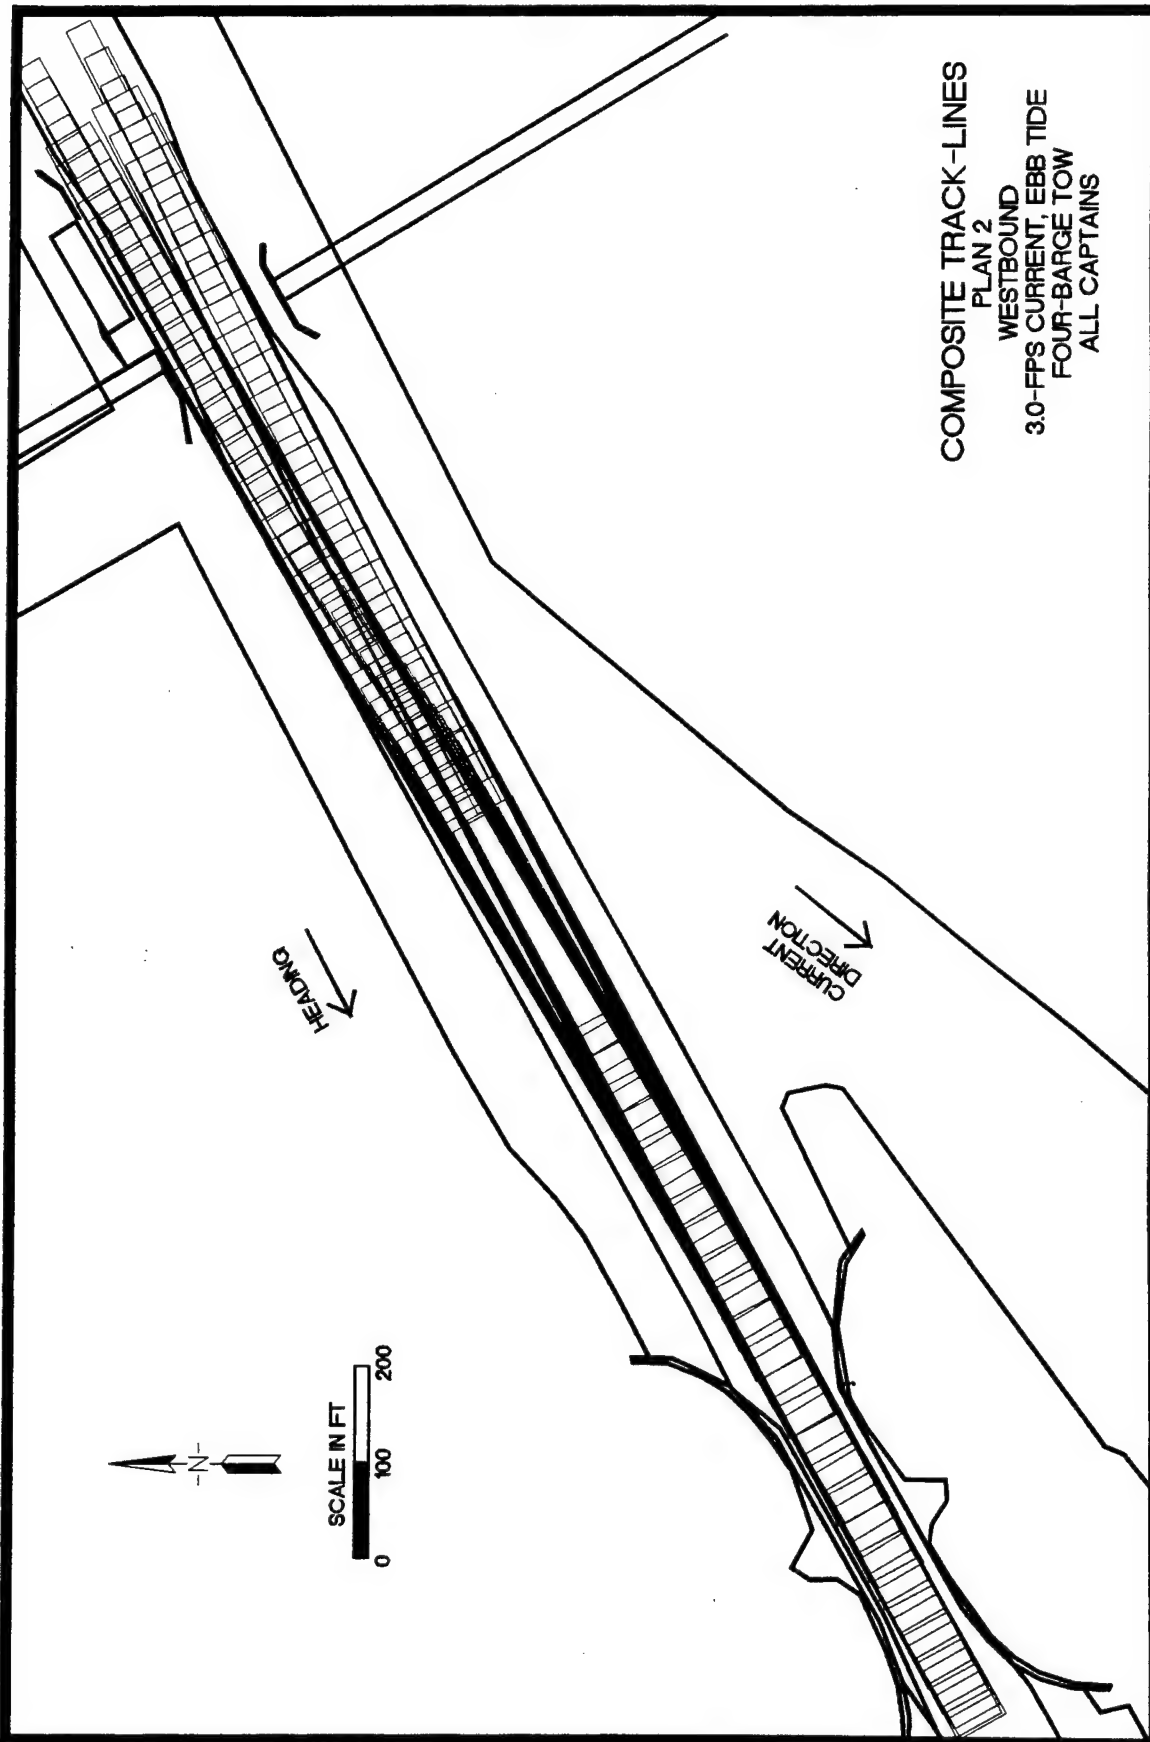 COMPOSITE TRACK-LINES
PLAN 2
WESTBOUND
3.0-FPS CURRENT, EBB TIDE
FOUR-BARGE TOW
ALL CAPTAINS
HEADING
CURRENT
DIRECTION
-N-
SCALE IN FT
0 100 200